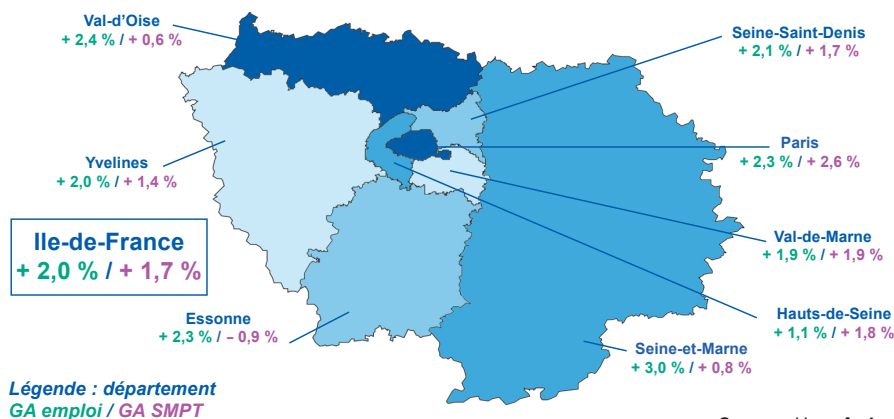 Val-d'Oise
+ 2,4 % / + 0,6 %
Seine-Saint-Denis
+ 2,1 % / + 1,7 %
Paris
+ 2,3 % / + 2,6 %
Yvelines
+ 2,0 % / + 1,4 %
Ile-de-France
+ 2,0 % / + 1,7 %
Val-de-Marne
+ 1,9 % / + 1,9 %
Essonne
+ 2,3 % / – 0,9 %
Hauts-de-Seine
+ 1,1 % / + 1,8 %
Seine-et-Marne
+ 3,0 % / + 0,8 %
Légende : département
GA emploi / GA SMPT